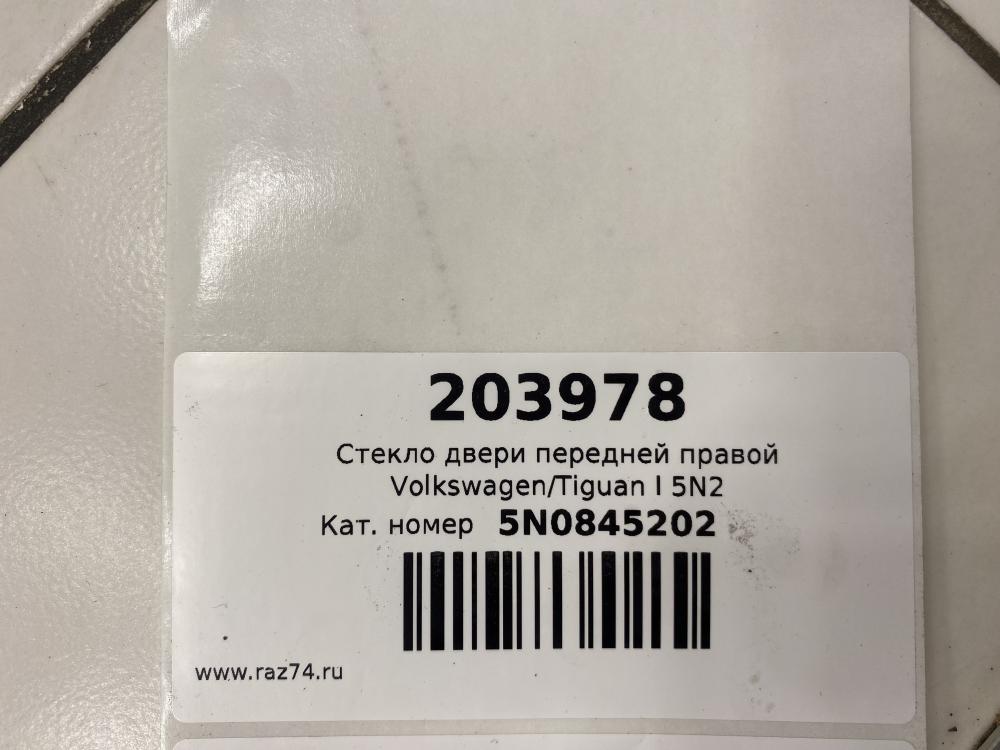 203978
Стекло двери передней правой
Volkswagen/Tiguan I 5N2
Кат. номер 5N0845202
www.raz74.ru